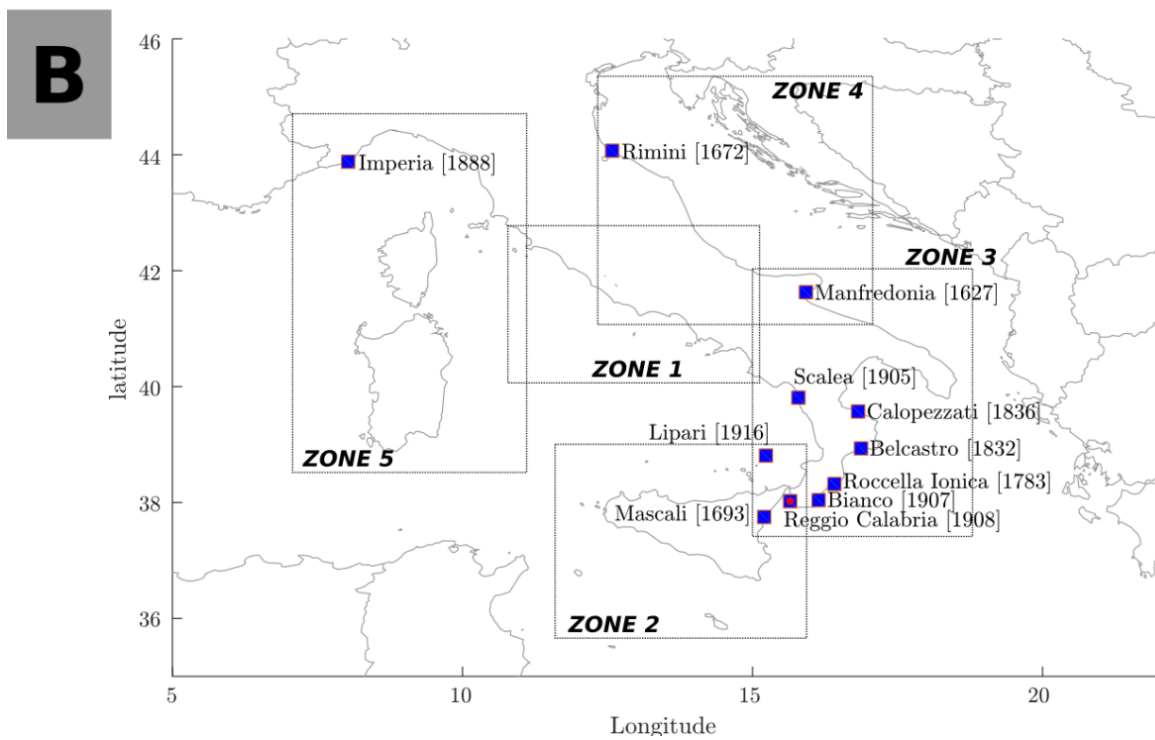 B
46
44
42
40
38
36
latitude
5
10
15
20
Longitude
ZONE 4
Rimini [1672]
Imperia [1888]
ZONE 3
Manfredonia [1627]
ZONE 1
Scalea [1905]
Calopezzati [1836]
Lipari [1916]
Belcastro [1832]
ZONE 5
Roccella Ionica [1783]
Bianco [1907]
Mascali [1693]
Reggio Calabria [1908]
ZONE 2